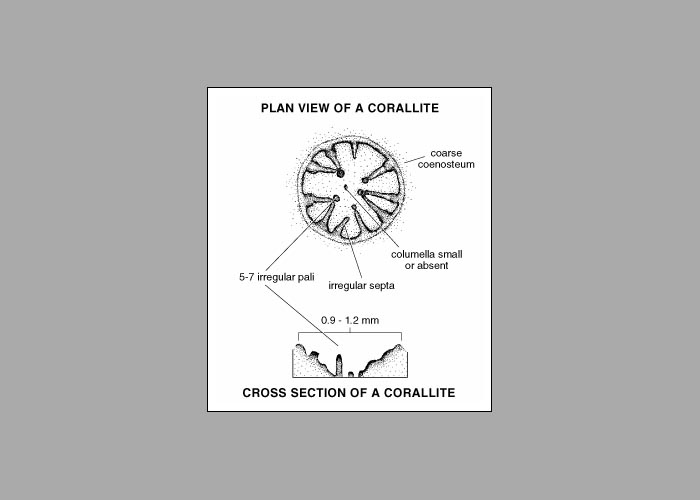 PLAN VIEW OF A CORALLITE
coarse
coenosteum
columella small
or absent
5-7 irregular pali
irregular septa
0.9 - 1.2 mm
CROSS SECTION OF A CORALLITE